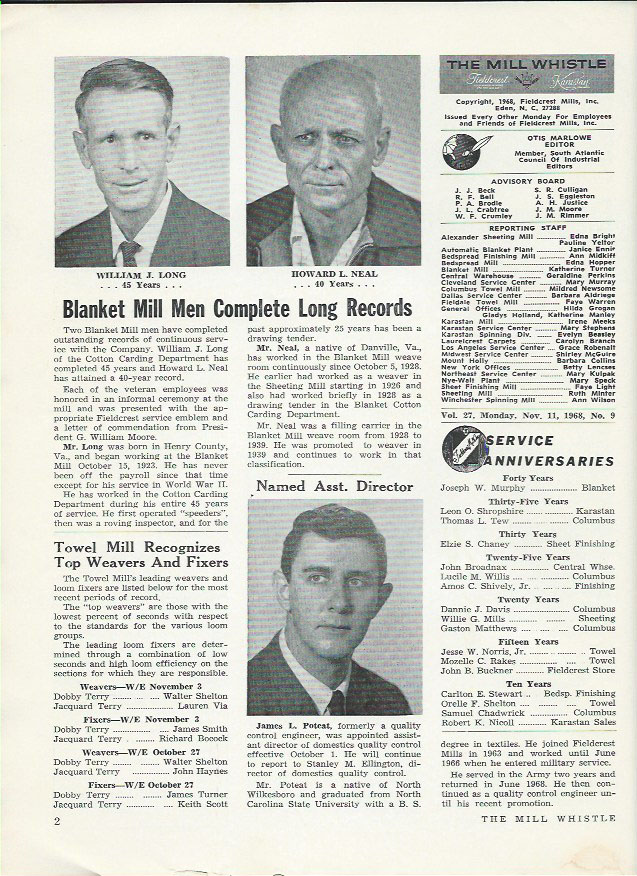 WILLIAM J. LONG
. . . 45 Years . . .
HOWARD L. NEAL
. . . 40 Years . . .
Blanket Mill Men Complete Long Records
Two Blanket Mill men have completed
outstanding records of continuous serv-
ice with the Company. William J. Long
of the Cotton Carding Department has
completed 45 years and Howard L. Neal
has attained a 40-year record.
Each of the veteran employees was
honored in an informal ceremony at the
mill and was presented with the ap-
propriate Fieldcrest service emblem and
a letter of commendation from Presi-
dent G. William Moore.
Mr. Long was born in Henry County,
Va., and began working at the Blanket
Mill October 15, 1923. He has never
been off the payroll since that time
except for his service in World War II.
He has worked in the Cotton Carding
Department during his entire 45 years
of service. He first operated "speeders",
then was a roving inspector, and for the
past approximately 25 years has been a
drawing tender.
Mr. Neal, a native of Danville, Va.,
has worked in the Blanket Mill weave
room continuously since October 5, 1928.
He earlier had worked as a weaver in
the Sheeting Mill starting in 1926 and
also had worked briefly in 1928 as a
drawing tender in the Blanket Cotton
Carding Department.
Mr. Neal was a filling carrier in the
Blanket Mill weave room from 1928 to
1939. He was promoted to weaver in
1939 and continues to work in that
classification.
Towel Mill Recognizes
Top Weavers And Fixers
The Towel Mill's leading weavers and
loom fixers are listed below for the most
recent periods of record.
The "top weavers" are those with the
lowest percent of seconds with respect
to the standards for the various loom
groups.
The leading loom fixers are deter-
mined through a combination of low
seconds and high loom efficiency on the
sections for which they are responsible.
Weavers—W/E November 3
Dobby Terry ............ Walter Shelton
Jacquard Terry ............ Lauren Via
Fixers—W/E November 3
Dobby Terry ............ James Smith
Jacquard Terry ........ Richard Bocock
Weavers—W/E October 27
Dobby Terry ............ Walter Shelton
Jacquard Terry ............ John Haynes
Fixers—W/E October 27
Dobby Terry ............ James Turner
Jacquard Terry ............ Keith Scott
Named Asst. Director
James L. Poteat, formerly a quality
control engineer, was appointed assist-
ant director of domestics quality control
effective October 1. He will continue
to report to Stanley M. Ellington, di-
rector of domestics quality control.
Mr. Poteat is a native of North
Wilkesboro and graduated from North
Carolina State University with a B. S.
degree in textiles. He joined Fieldcrest
Mills in 1963 and worked until June
1966 when he entered military service.
He served in the Army two years and
returned in June 1968. He then con-
tinued as a quality control engineer un-
til his recent promotion.
THE MILL WHISTLE
Fieldcrest Karastan
Copyright, 1968, Fieldcrest Mills, Inc.
Eden, N. C. 27288
Issued Every Other Monday For Employees
and Friends of Fieldcrest Mills, Inc.
OTIS MARLOWE
EDITOR
Member, South Atlantic
Council Of Industrial
Editors
ADVISORY BOARD
J. J. Beck S. R. Culligan
R. F. Bell J. S. Eggleston
P. A. Brodie A. H. Justice
J. L. Crabtree J. M. Moore
W. F. Crumley J. M. Rimmer
REPORTING STAFF
Alexander Sheeting Mill ........ Edna Bright
Pauline Yelfor
Automatic Blanket Plant ........ Janice Ennis
Bedspread Finishing Mill ........ Ann Midkiff
Bedspread Mill ........ Edna Hopper
Blanket Mill ........ Katherine Turner
Central Warehouse ........ Geraldine Perkins
Cleveland Service Center ........ Mary Murray
Columbus Towel Mill ........ Mildred Newsome
Dallas Service Center ........ Barbara Aldriege
Fieldale Towel Mill ........ Faye Warren
General Offices ........ Hilda Grogan
Gladys Holland, Katherine Manley
Karastan Mill ........ Irene Meeks
Karastan Service Center ........ Mary Stephens
Karastan Spinning Div. ........ Evelyn Beasley
Laurelcrest Carpets ........ Carolyn Branch
Los Angeles Service Center ... Grace Robenalf
Midwest Service Center ........ Shirley McGuire
Mount Holly ........ Barbara Collins
New York Offices ........ Betty Lencses
Northeast Service Center ........ Mary Kulpak
Nye-Wait Plant ........ Mary Speck
Sheet Finishing Mill ........ Faye Light
Sheeting Mill ........ Ruth Minter
Winchester Spinning Mill ........ Ann Wilson
Vol. 27, Monday, Nov. 11, 1968, No. 9
SERVICE
ANNIVERSARIES
Forty Years
Joseph W. Murphy ............ Blanket
Thirty-Five Years
Leon O. Shropshire ............ Karastan
Thomas L. Tew ............ Columbus
Thirty Years
Elzie S. Chaney ............ Sheet Finishing
Twenty-Five Years
John Broadnax ............ Central Whse.
Lucile M. Willis ............ Columbus
Amos C. Shively, Jr. ............ Finishing
Twenty Years
Dannie J. Davis ............ Columbus
Willie G. Mills ............ Sheeting
Gaston Matthews ............ Columbus
Fifteen Years
Jesse W. Norris, Jr. ............ Towel
Mozelle C. Rakes ............ Towel
John B. Buckner ........ Fieldcrest Store
Ten Years
Carlton E. Stewart .. Bedsp. Finishing
Orelle F. Shelton ............ Towel
Samuel Chadwick ............ Columbus
Robert K. Nicoll ........ Karastan Sales
2
THE MILL WHISTLE